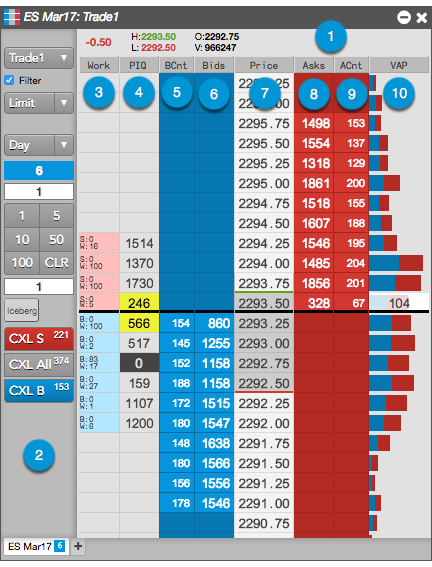 ES Mar17: Trade1
-0.50 H:2293.50 O:2292.75
L: 2292.50 V: 966247
1
Trade1
Filter
Limit
Day
6
1
1 5
10 50
100 CLR
1
Iceberg
CXL S 221
CXL All 374
CXL B 153
2
Work PIQ BCnt Bids Price Asks ACnt VAP
3 4 5 6 7 8 9 10
2295.75 1498 153
2295.50 1554 137
2295.25 1318 129
2295.00 1861 200
2294.75 1518 155
2294.50 1607 188
S:0 W:16 1514 2294.25 1546 195
S:0 W:100 1370 2294.00 1485 204
S:0 W:100 1730 2293.75 1856 201
S:0 W:5 246 2293.50 328 67 104
B:0 W:100 566 154 860 2293.25
B:0 W:2 517 145 1255 2293.00
B:83 W:17 0 152 1158 2292.75
B:0 W:27 159 188 1158 2292.50
B:0 W:1 1107 172 1515 2292.25
B:0 W:6 1200 180 1547 2292.00
148 1638 2291.75
180 1566 2291.50
166 1556 2291.25
178 1546 2291.00
2290.75
ES Mar17 6 +